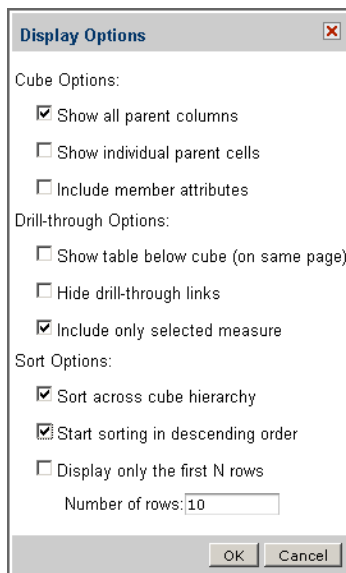 Display Options
Cube Options:
Show all parent columns
Show individual parent cells
Include member attributes
Drill-through Options:
Show table below cube (on same page)
Hide drill-through links
Include only selected measure
Sort Options:
Sort across cube hierarchy
Start sorting in descending order
Display only the first N rows
Number of rows: 10
OK Cancel